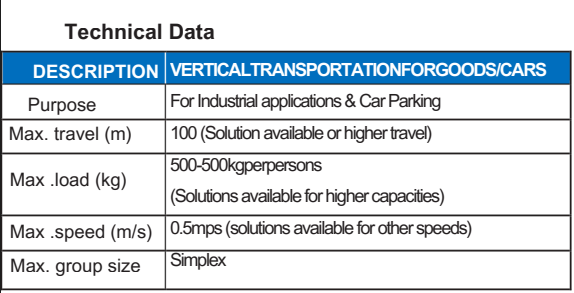 Technical Data
DESCRIPTION VERTICALTRANSPORTATIONFORGOODS/CARS
Purpose For Industrial applications & Car Parking
Max. travel (m) 100 (Solution available or higher travel)
Max .load (kg) 500-500kgperpersons
(Solutions available for higher capacities)
Max .speed (m/s) 0.5mps (solutions available for other speeds)
Max. group size Simplex